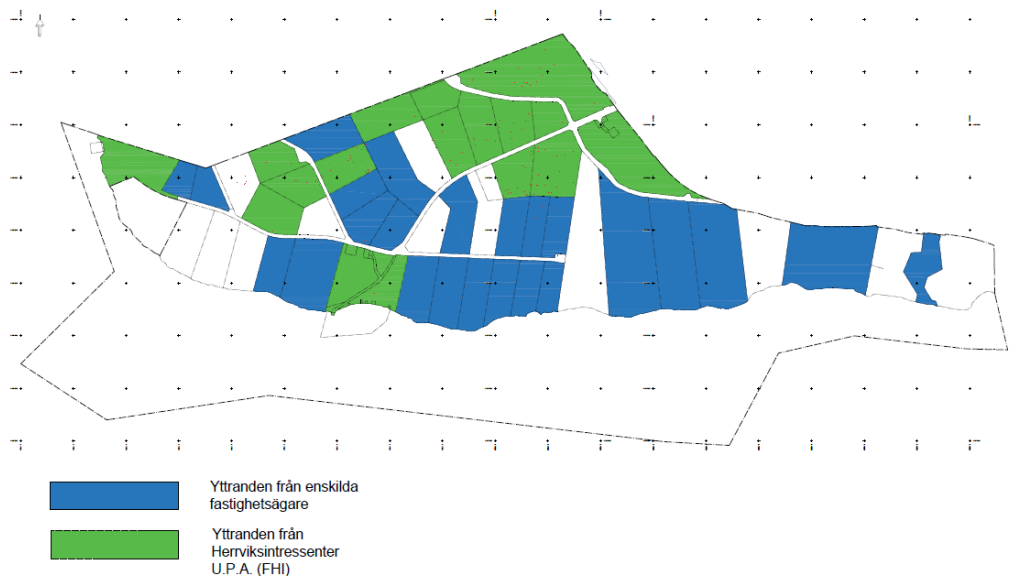 Yttranden från enskilda
fastighetsägare
Yttranden från
Herrviksintressenter
U.P.A. (FHI)